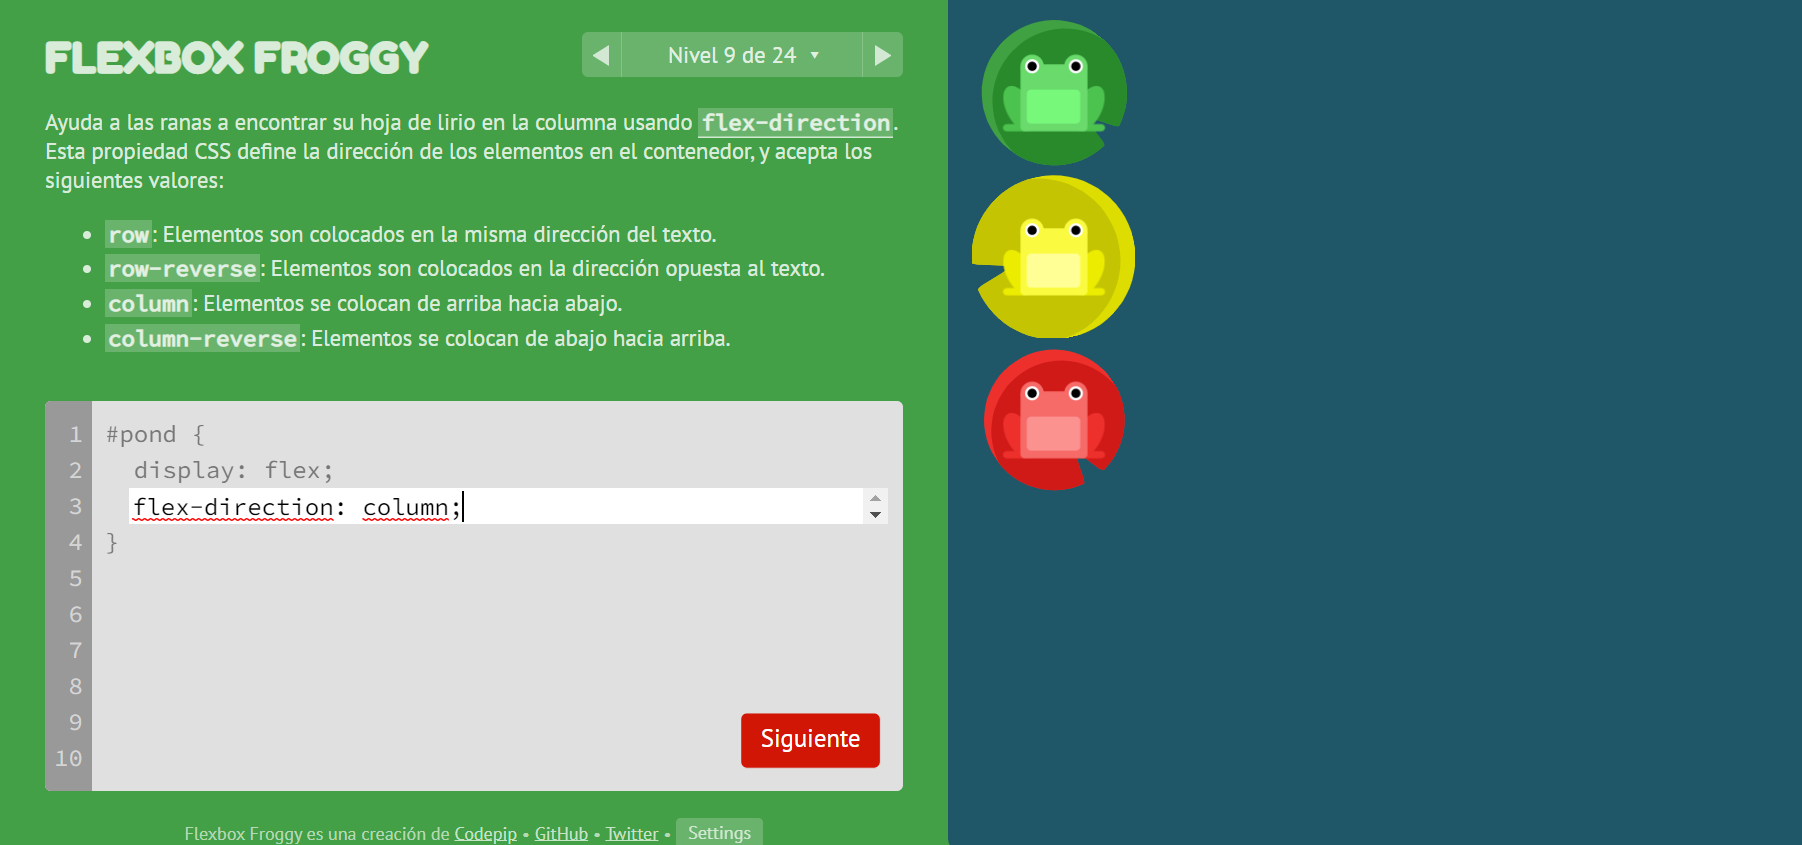 FLEXBOX FROGGY
Nivel 9 de 24
Ayuda a las ranas a encontrar su hoja de lirio en la columna usando flex-direction.
Esta propiedad CSS define la dirección de los elementos en el contenedor, y acepta los
siguientes valores:
• row: Elementos son colocados en la misma dirección del texto.
• row-reverse: Elementos son colocados en la dirección opuesta al texto.
• column: Elementos se colocan de arriba hacia abajo.
• column-reverse: Elementos se colocan de abajo hacia arriba.
1 #pond {
2 display: flex;
3 flex-direction: column;
4 }
5
6
7
8
9
10
Siguiente
Flexbox Froggy es una creación de Codepip • GitHub • Twitter • Settings